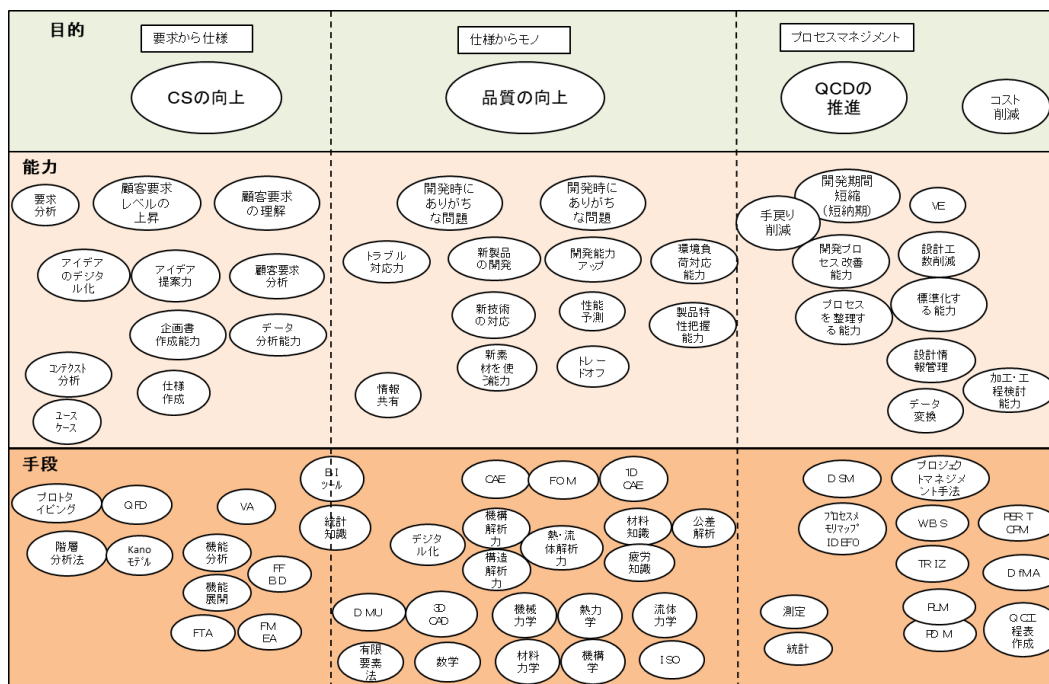 目的
要求から仕様
仕様からモノ
プロセスマネジメント
CSの向上
品質の向上
QCDの
推進
コスト
削減
能力
要求
分析
顧客要求
レベルの
上昇
顧客要求
の理解
アイデア
のデジタ
ル化
アイデア
提案力
顧客要求
分析
企画書
作成能力
データ
分析能力
コンテクスト
分析
仕様
作成
ユース
ケース
開発時に
ありがち
な問題
開発時に
ありがち
な問題
トラブル
対応力
新製品
の開発
開発能力
アップ
環境負
荷対応
能力
新技術
の対応
性能
予測
製品特
性把握
能力
新素
材を使
う能力
トレー
ドオフ
情報
共有
開発期間
短縮
(短納期)
手戻り
削減
VE
開発プロ
セス改善
能力
設計工
数削減
プロセス
を整理す
る能力
標準化す
る能力
設計情
報管理
加工・工
程検討
能力
データ
変換
手段
プロトタ
イピング
QFD
VA
BI
ツール
統計
知識
階層
分析法
Kano
モデル
機能
分析
FF
BD
機能
展開
FTA
FM
EA
CAE
FOM
1D
CAE
デジタ
ル化
機構
解析力
熱・流
体解析
力
材料
知識
公差
解析
構造
解析
力
疲労
知識
DMU
3D
CAD
機械
力学
熱力
学
流体
力学
有限
要素
法
数学
材料
力学
機構
学
ISO
DSM
プロジェク
トマネジメ
ント手法
プロセスメ
モリマップ
IDEF0
WBS
PERT
CPM
TRIZ
DfMA
測定
PLM
PDM
QC工
程表
作成
統計